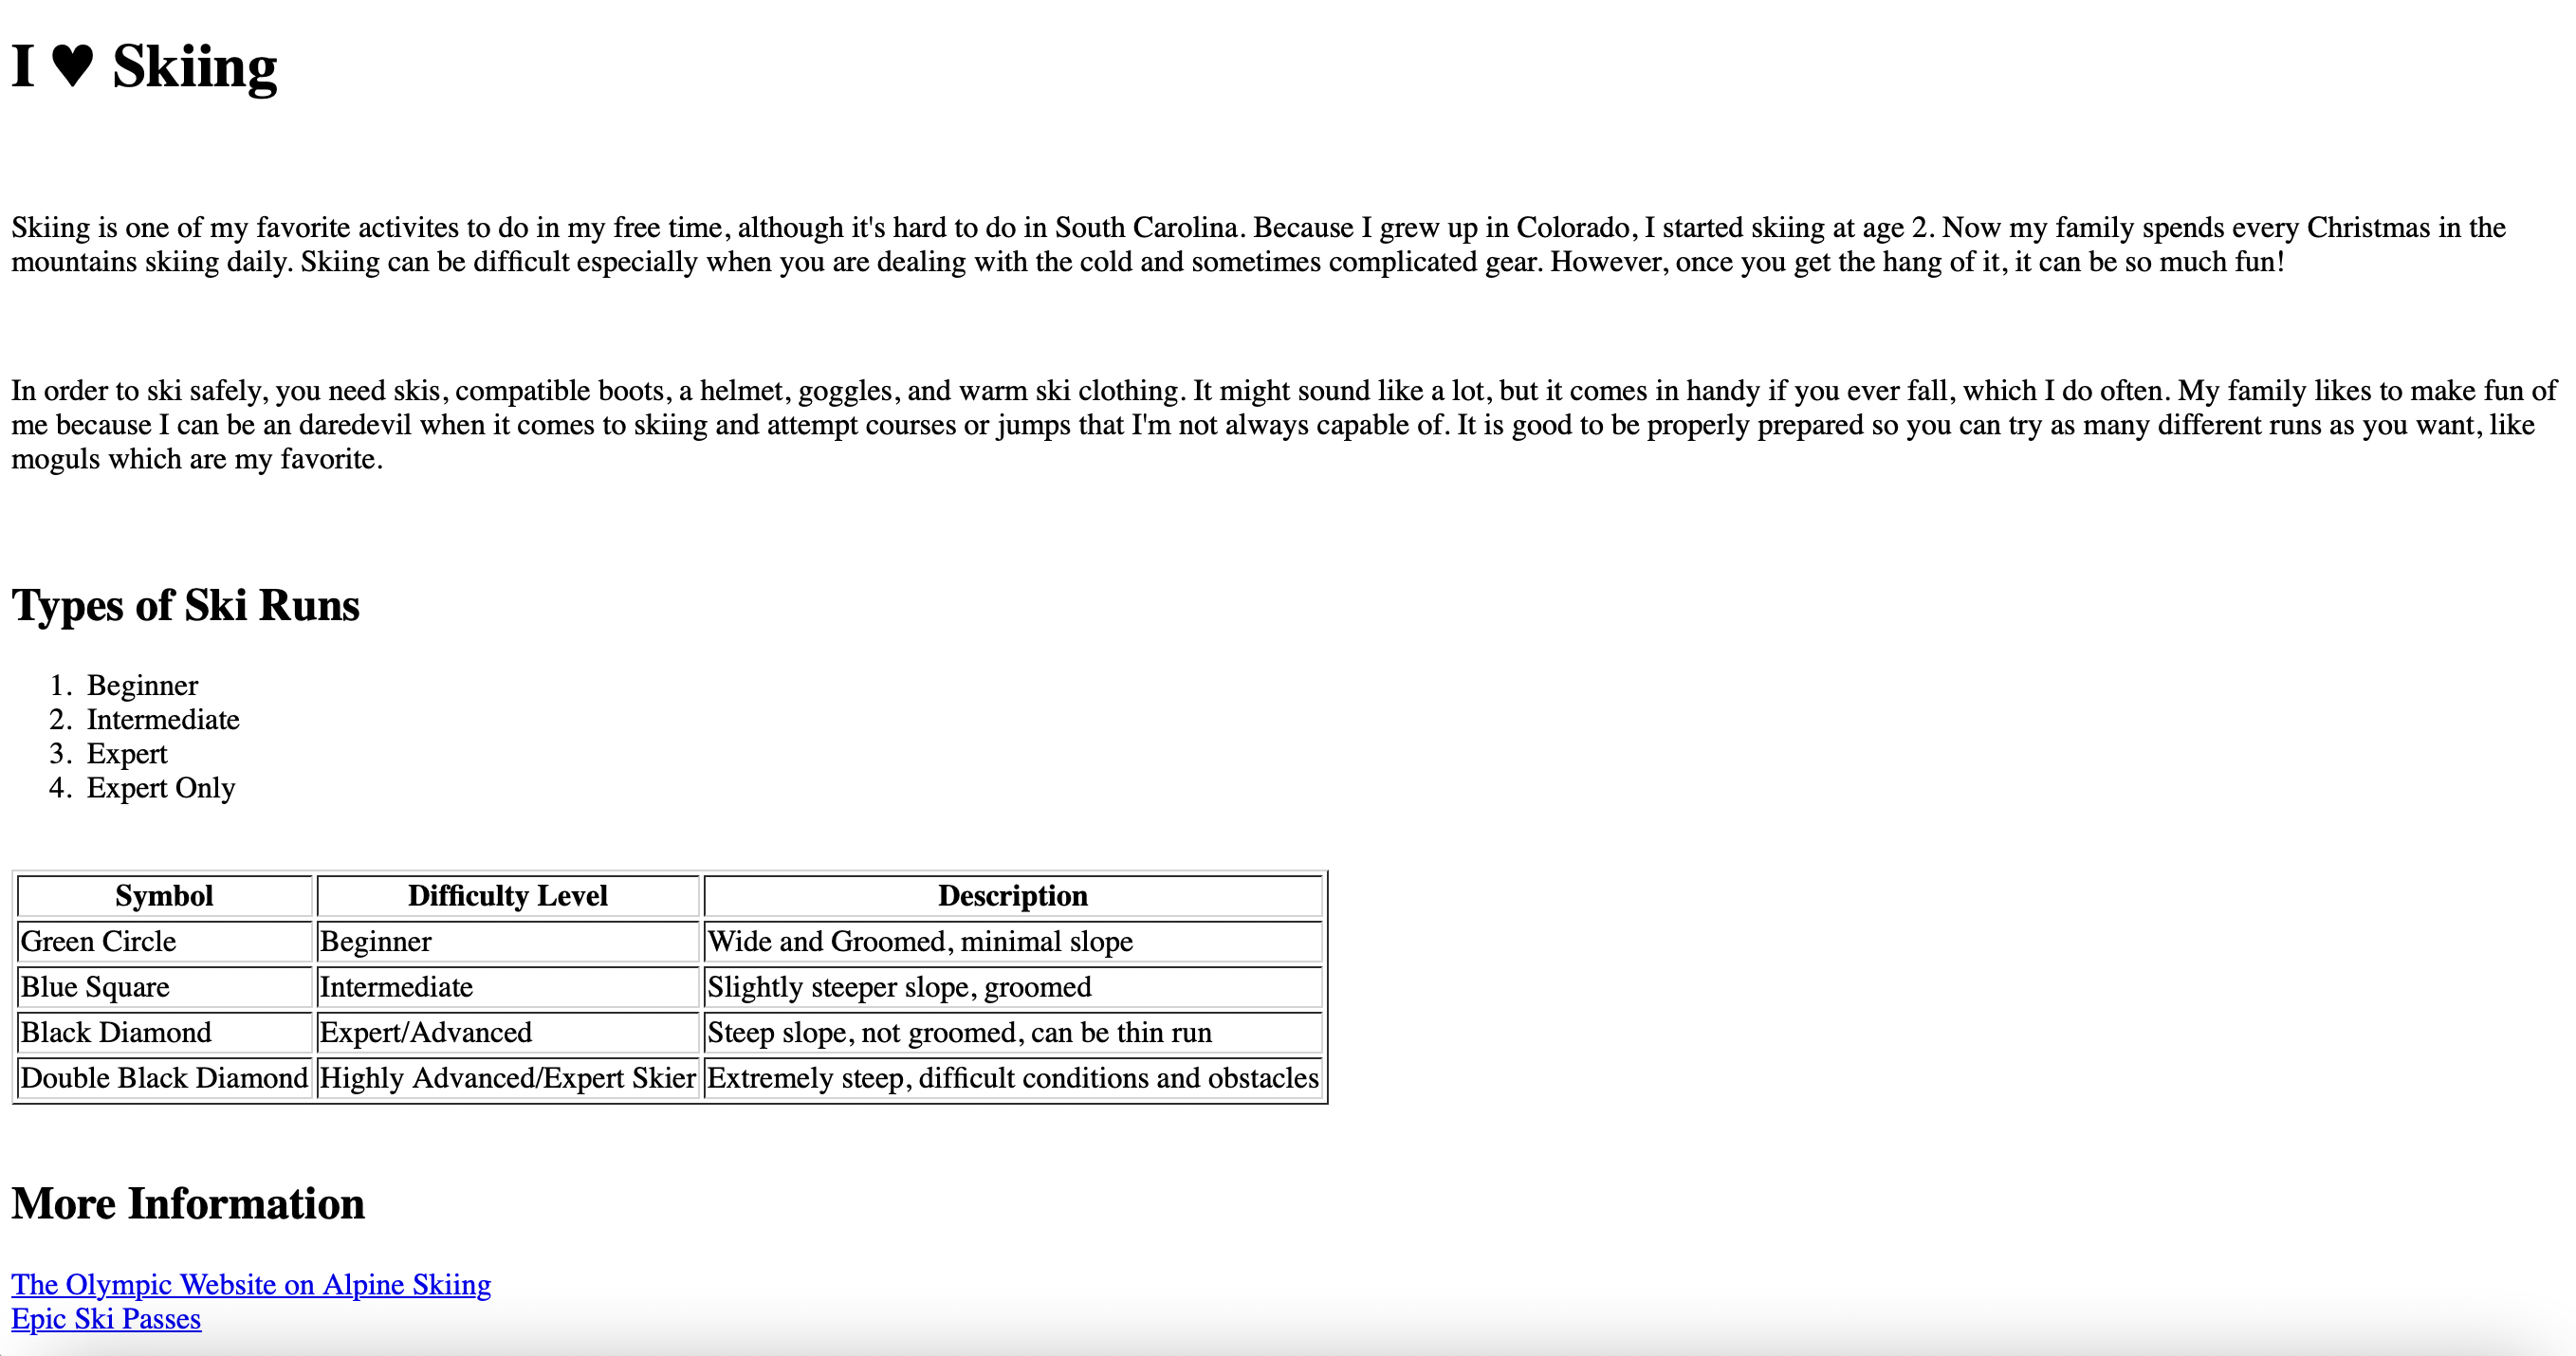 I ♥ Skiing
Skiing is one of my favorite activites to do in my free time, although it's hard to do in South Carolina. Because I grew up in Colorado, I started skiing at age 2. Now my family spends every Christmas in the
mountains skiing daily. Skiing can be difficult especially when you are dealing with the cold and sometimes complicated gear. However, once you get the hang of it, it can be so much fun!
In order to ski safely, you need skis, compatible boots, a helmet, goggles, and warm ski clothing. It might sound like a lot, but it comes in handy if you ever fall, which I do often. My family likes to make fun of
me because I can be an daredevil when it comes to skiing and attempt courses or jumps that I'm not always capable of. It is good to be properly prepared so you can try as many different runs as you want, like
moguls which are my favorite.
Types of Ski Runs
1. Beginner
2. Intermediate
3. Expert
4. Expert Only
Symbol Difficulty Level Description
Green Circle Beginner Wide and Groomed, minimal slope
Blue Square Intermediate Slightly steeper slope, groomed
Black Diamond Expert/Advanced Steep slope, not groomed, can be thin run
Double Black Diamond Highly Advanced/Expert Skier Extremely steep, difficult conditions and obstacles
More Information
The Olympic Website on Alpine Skiing
Epic Ski Passes